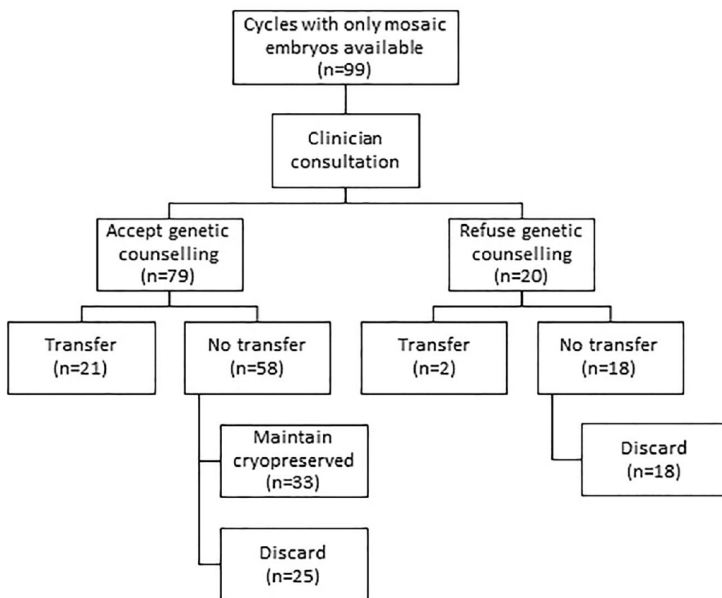 Cycles with only mosaic
embryos available
(n=99)
Clinician
consultation
Accept genetic
counselling
(n=79)
Refuse genetic
counselling
(n=20)
Transfer
(n=21)
No transfer
(n=58)
Transfer
(n=2)
No transfer
(n=18)
Maintain
cryopreserved
(n=33)
Discard
(n=18)
Discard
(n=25)